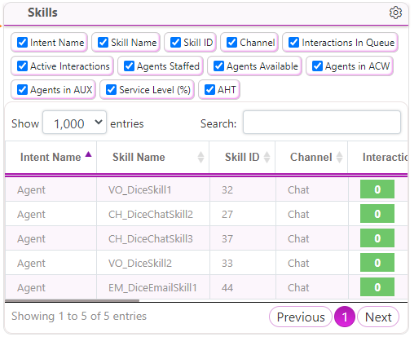 Skills
Intent Name Skill Name Skill ID Channel Interactions In Queue
Active Interactions Agents Staffed Agents Available Agents in ACW
Agents in AUX Service Level (%) AHT
Show 1,000 entries Search:
Intent Name Skill Name Skill ID Channel Interactio
Agent VO_DiceSkill1 32 Chat 0
Agent CH_DiceChatSkill2 27 Chat 0
Agent CH_DiceChatSkill3 37 Chat 0
Agent VO_DiceSkill2 33 Chat 0
Agent EM_DiceEmailSkill1 44 Chat 0
Showing 1 to 5 of 5 entries Previous 1 Next